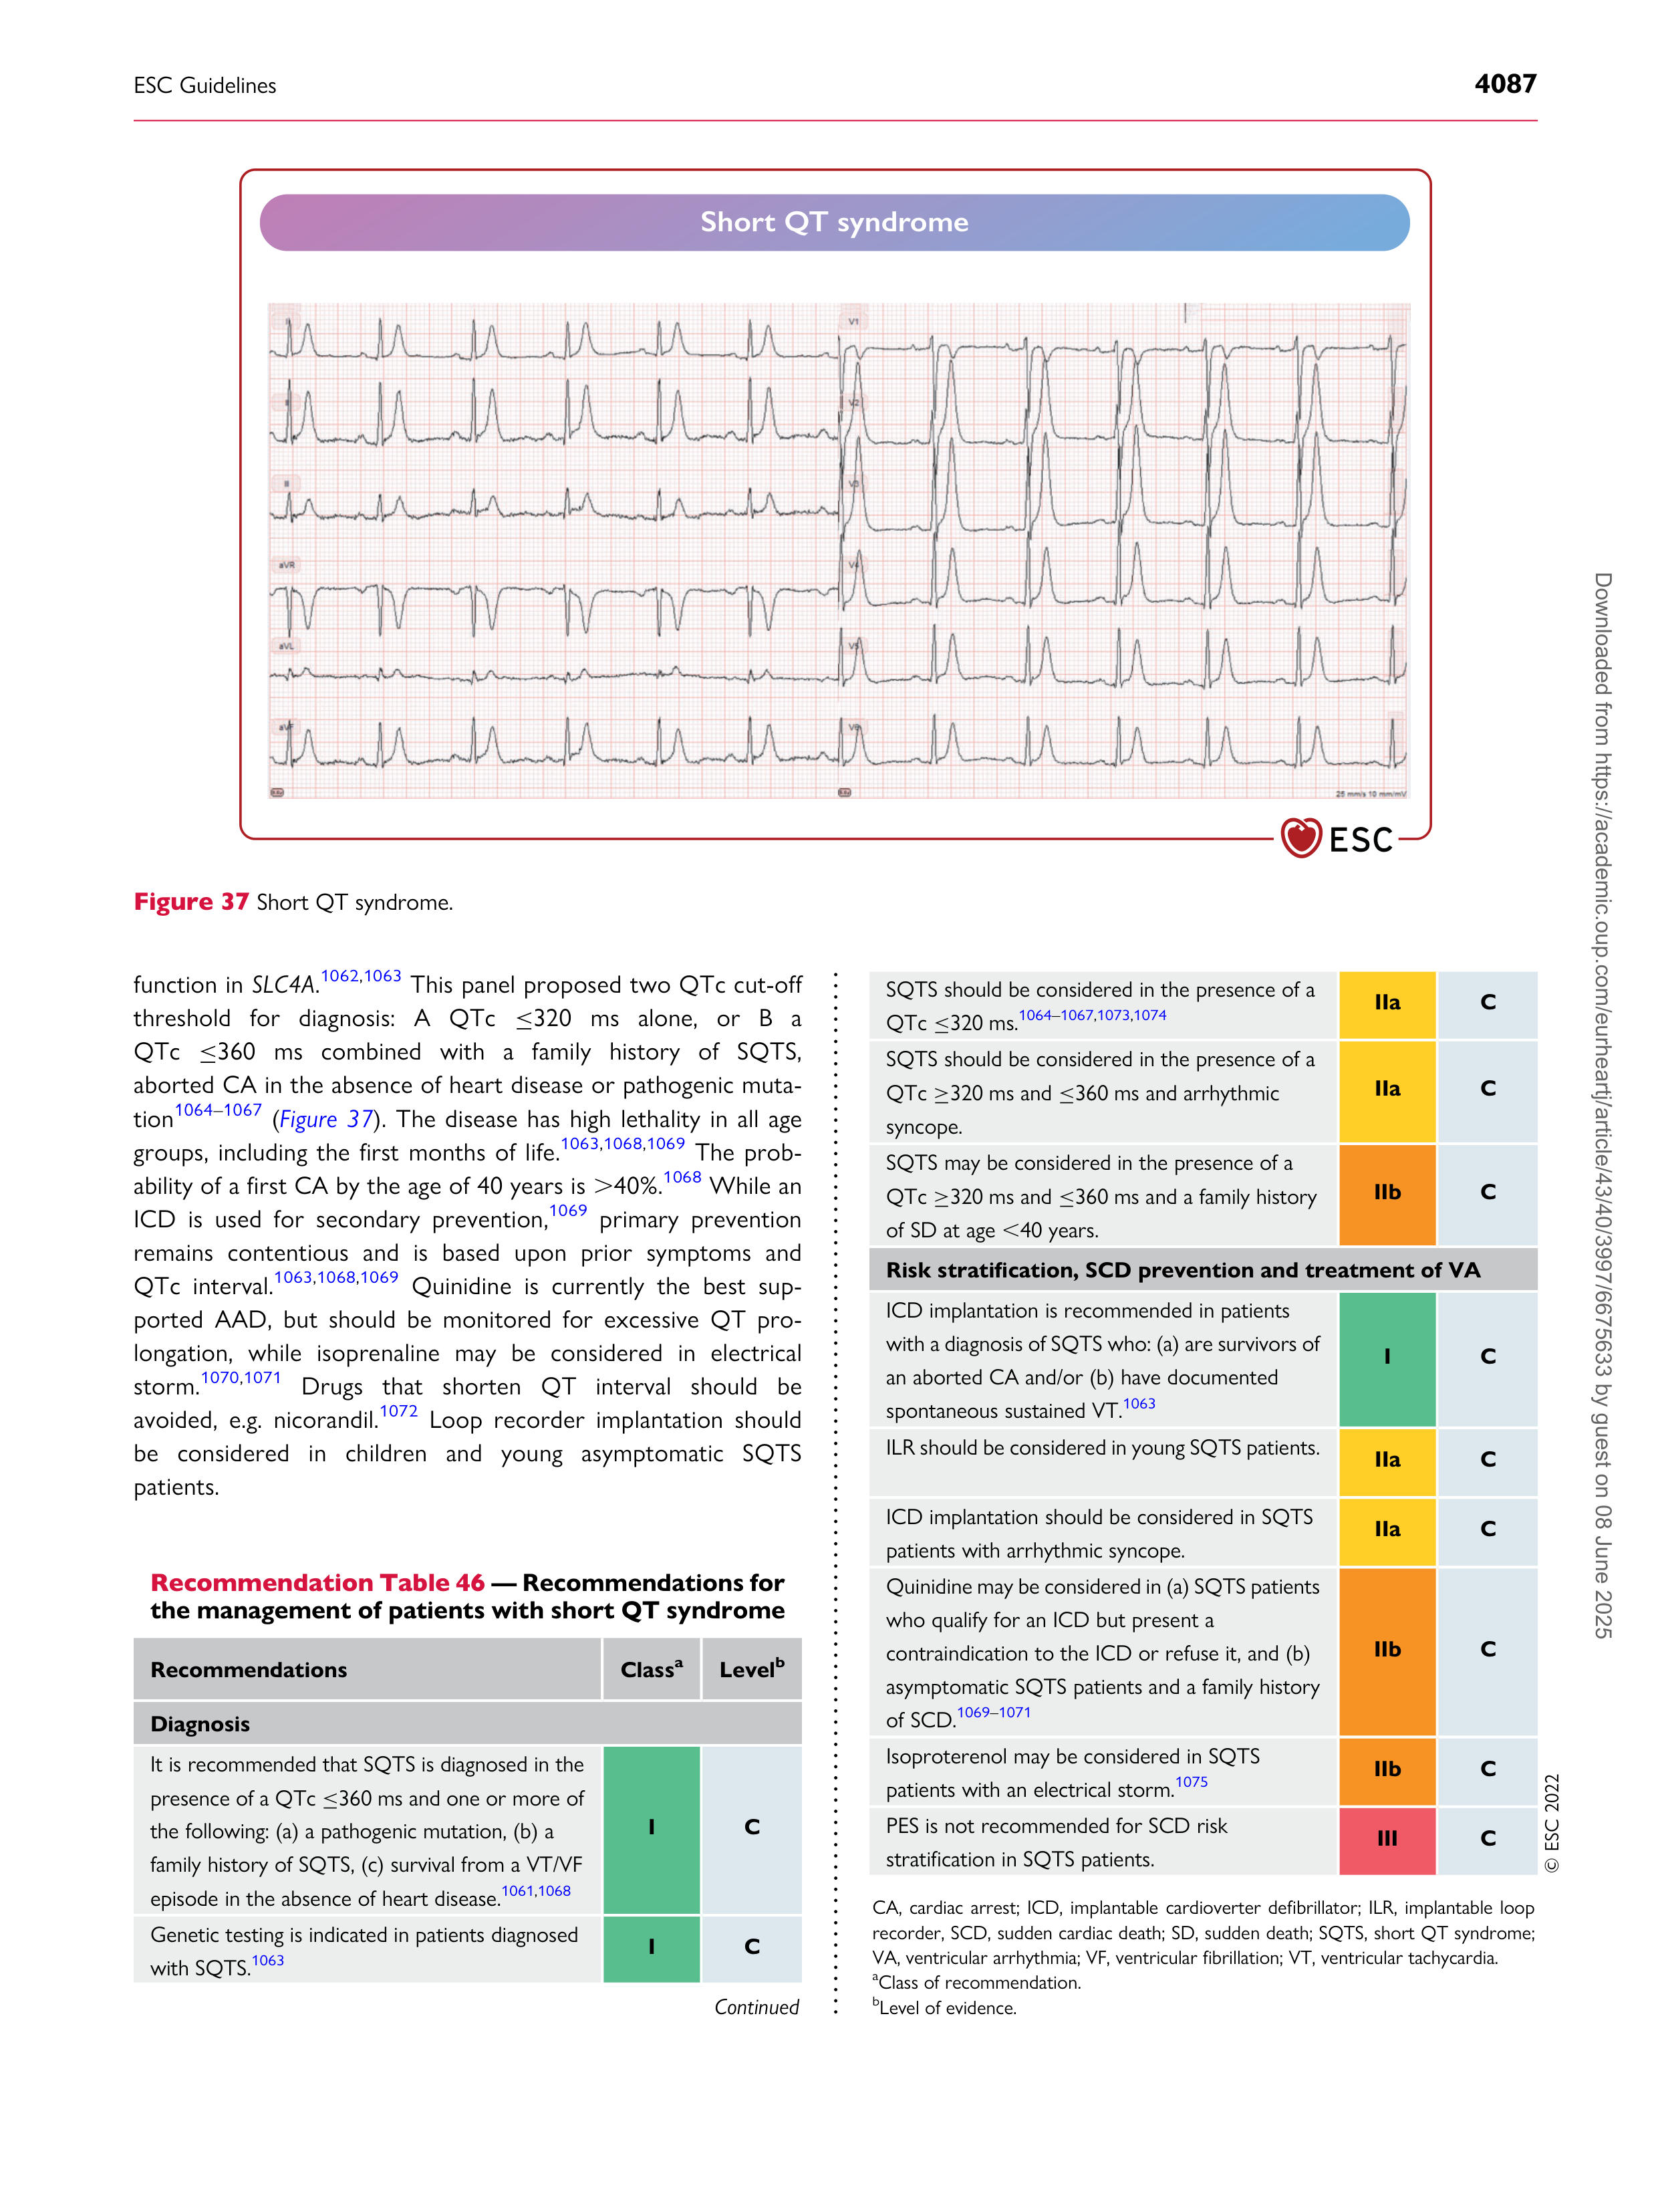 ESC Guidelines
4087
Short QT syndrome
I
V1
II
V2
III
V3
aVR
V4
aVL
V5
aVF
V6
25 mm/s 10 mm/mV
ESC
Figure 37 Short QT syndrome.
function in SLC4A.1062,1063 This panel proposed two QTc cut-off
threshold for diagnosis: A QTc ≤320 ms alone, or B a
QTc ≤360 ms combined with a family history of SQTS,
aborted CA in the absence of heart disease or pathogenic muta-
tion1064–1067 (Figure 37). The disease has high lethality in all age
groups, including the first months of life.1063,1068,1069 The prob-
ability of a first CA by the age of 40 years is >40%.1068 While an
ICD is used for secondary prevention,1069 primary prevention
remains contentious and is based upon prior symptoms and
QTc interval.1063,1068,1069 Quinidine is currently the best sup-
ported AAD, but should be monitored for excessive QT pro-
longation, while isoprenaline may be considered in electrical
storm.1070,1071 Drugs that shorten QT interval should be
avoided, e.g. nicorandil.1072 Loop recorder implantation should
be considered in children and young asymptomatic SQTS
patients.
Recommendation Table 46 — Recommendations for
the management of patients with short QT syndrome
Recommendations Classa Levelb
Diagnosis
It is recommended that SQTS is diagnosed in the
presence of a QTc ≤360 ms and one or more of
the following: (a) a pathogenic mutation, (b) a
family history of SQTS, (c) survival from a VT/VF
episode in the absence of heart disease.1061,1068
I C
Genetic testing is indicated in patients diagnosed
with SQTS.1063
I C
Continued
SQTS should be considered in the presence of a
QTc ≤320 ms.1064–1067,1073,1074
IIa C
SQTS should be considered in the presence of a
QTc ≥320 ms and ≤360 ms and arrhythmic
syncope.
IIa C
SQTS may be considered in the presence of a
QTc ≥320 ms and ≤360 ms and a family history
of SD at age <40 years.
IIb C
Risk stratification, SCD prevention and treatment of VA
ICD implantation is recommended in patients
with a diagnosis of SQTS who: (a) are survivors of
an aborted CA and/or (b) have documented
spontaneous sustained VT.1063
I C
ILR should be considered in young SQTS patients.
IIa C
ICD implantation should be considered in SQTS
patients with arrhythmic syncope.
IIa C
Quinidine may be considered in (a) SQTS patients
who qualify for an ICD but present a
contraindication to the ICD or refuse it, and (b)
asymptomatic SQTS patients and a family history
of SCD.1069–1071
IIb C
Isoproterenol may be considered in SQTS
patients with an electrical storm.1075
IIb C
PES is not recommended for SCD risk
stratification in SQTS patients.
III C
© ESC 2022
CA, cardiac arrest; ICD, implantable cardioverter defibrillator; ILR, implantable loop
recorder, SCD, sudden cardiac death; SD, sudden death; SQTS, short QT syndrome;
VA, ventricular arrhythmia; VF, ventricular fibrillation; VT, ventricular tachycardia.
aClass of recommendation.
bLevel of evidence.
Downloaded from https://academic.oup.com/eurheartj/article/43/40/3997/6675633 by guest on 08 June 2025